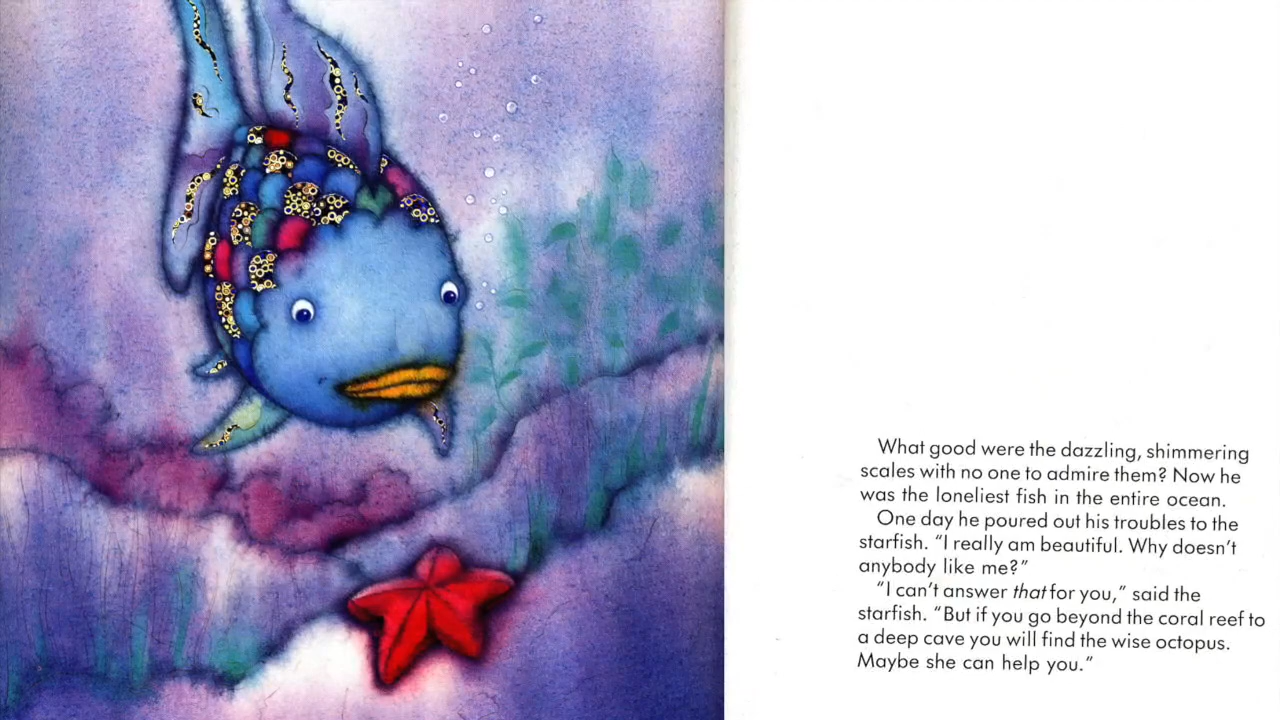 What good were the dazzling, shimmering
scales with no one to admire them? Now he
was the loneliest fish in the entire ocean.
One day he poured out his troubles to the
starfish. “I really am beautiful. Why doesn’t
anybody like me?”
“I can’t answer that for you,” said the
starfish. “But if you go beyond the coral reef to
a deep cave you will find the wise octopus.
Maybe she can help you.”